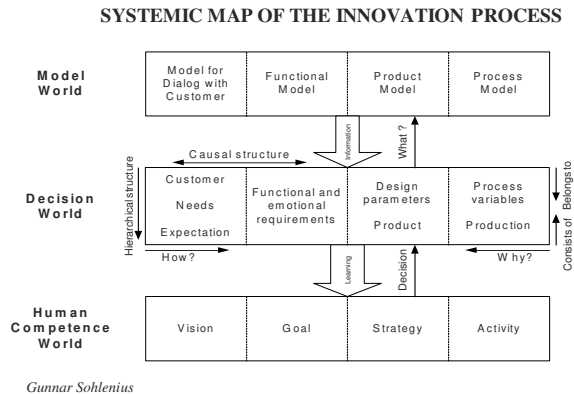 SYSTEMIC MAP OF THE INNOVATION PROCESS
Model
World
Model for
Dialog with
Customer
Functional
Model
Product
Model
Process
Model
Information
What ?
Causal structure
Hierarchical structure
Decision
World
Customer
Needs
Expectation
Functional and
emotional
requirements
Design
parameters
Product
Process
variables
Production
Belongs to
Consists of
How?
Why?
Learning
Decision
Human
Competence
World
Vision
Goal
Strategy
Activity
Gunnar Sohlenius